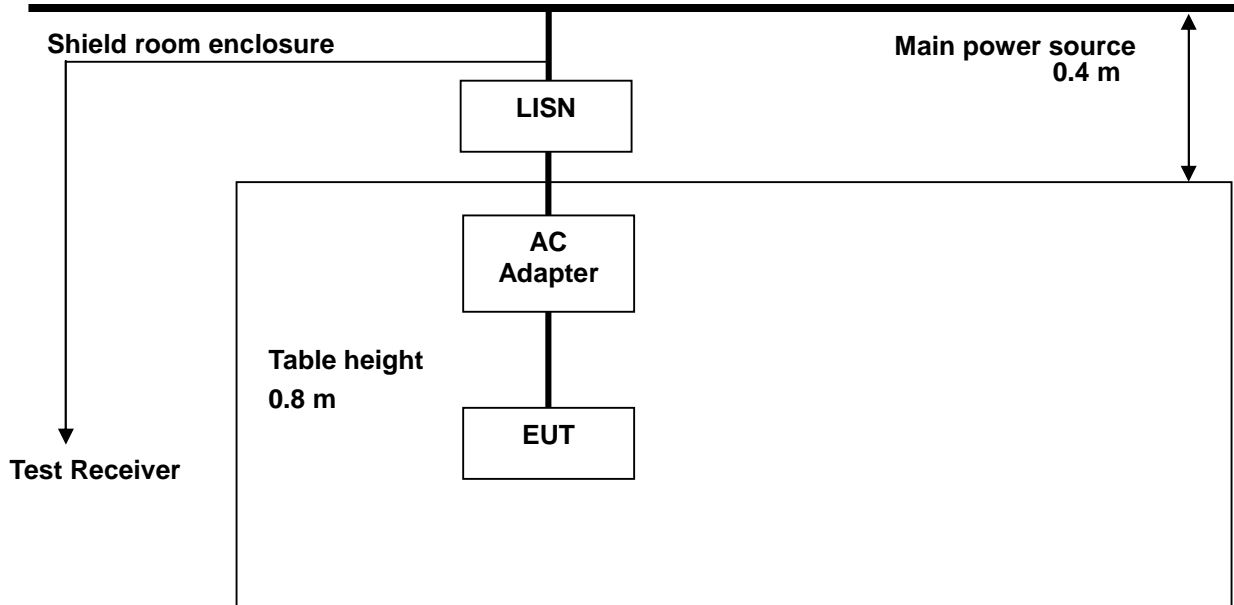 Shield room enclosure
Main power source
0.4 m
LISN
AC
Adapter
Table height
0.8 m
EUT
Test Receiver